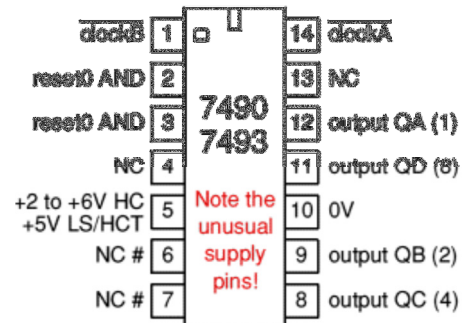 clockB 1 14 clockA
reset0 AND 2 13 NC
reset0 AND 3 12 output QA (1)
7490
7493
NC 4 11 output QD (8)
+2 to +6V HC
+5V LS/HCT
5 10 0V
Note the
unusual
supply
pins!
NC # 6 9 output QB (2)
NC # 7 8 output QC (4)